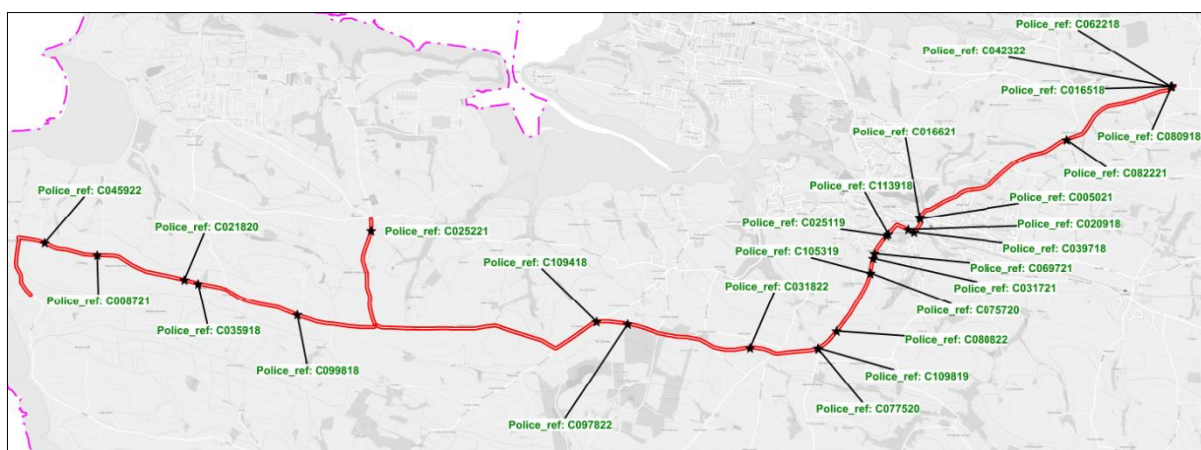 Police_ref: C062218
Police_ref: C042322
Police_ref: C016518
Police_ref: C016621
Police_ref: C080918
Police_ref: C082221
Police_ref: C113918
Police_ref: C045922
Police_ref: C005021
Police_ref: C021820
Police_ref: C025119
Police_ref: C020918
Police_ref: C025221
Police_ref: C039718
Police_ref: C105319
Police_ref: C069721
Police_ref: C109418
Police_ref: C031721
Police_ref: C031822
Police_ref: C008721
Police_ref: C075720
Police_ref: C035918
Police_ref: C080822
Police_ref: C099818
Police_ref: C109819
Police_ref: C077520
Police_ref: C097822